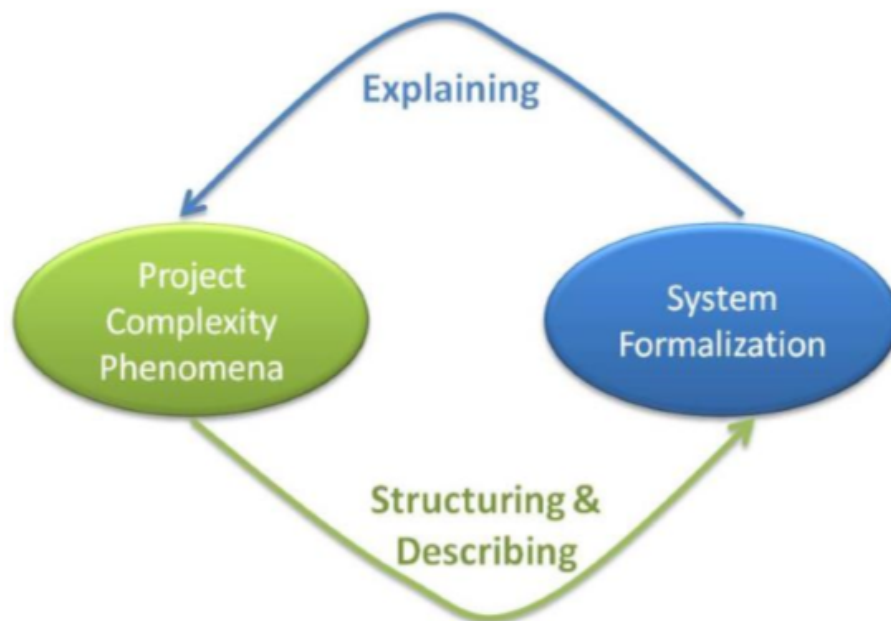 Explaining
Project
Complexity
Phenomena
System
Formalization
Structuring &
Describing